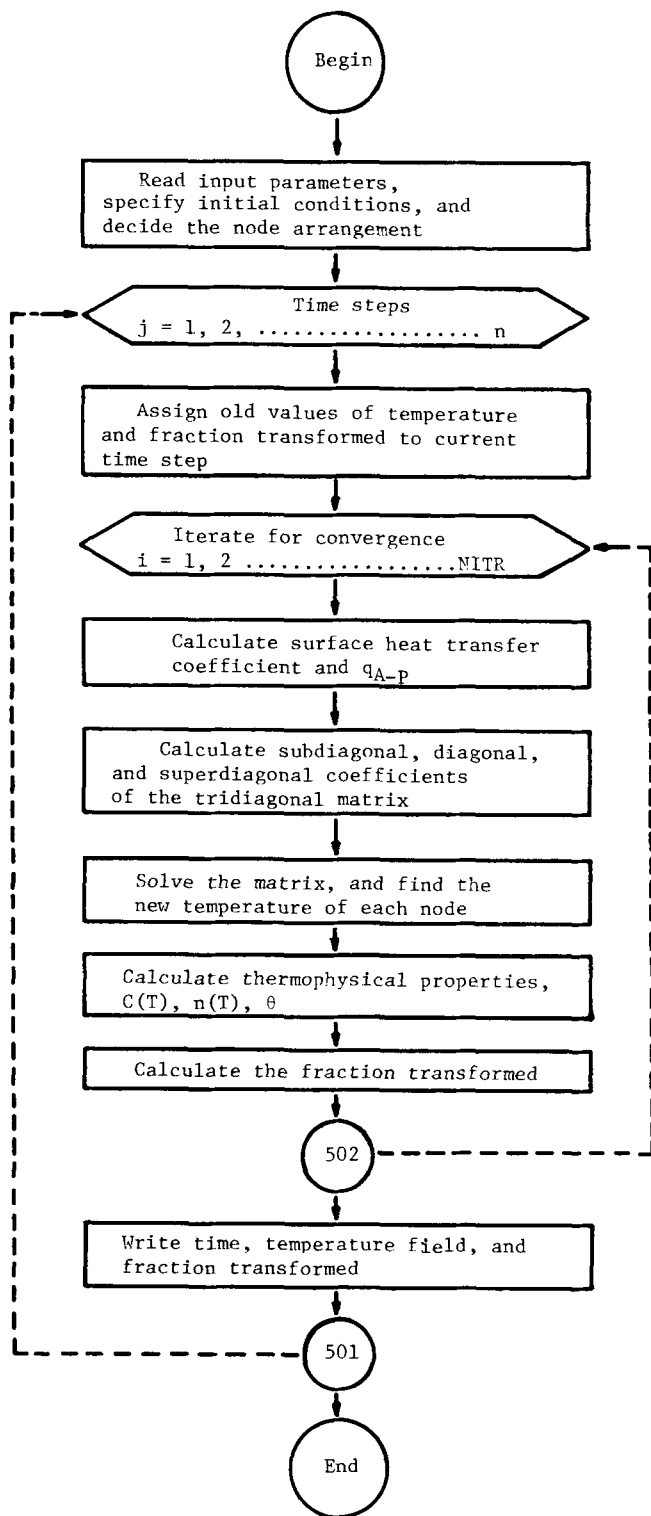 Begin
Read input parameters,
specify initial conditions, and
decide the node arrangement
Time steps
j = 1, 2, ................... n
Assign old values of temperature
and fraction transformed to current
time step
Iterate for convergence
i = 1, 2 ..................NITR
Calculate surface heat transfer
coefficient and qA-P
Calculate subdiagonal, diagonal,
and superdiagonal coefficients
of the tridiagonal matrix
Solve the matrix, and find the
new temperature of each node
Calculate thermophysical properties,
C(T), n(T), θ
Calculate the fraction transformed
502
Write time, temperature field, and
fraction transformed
501
End